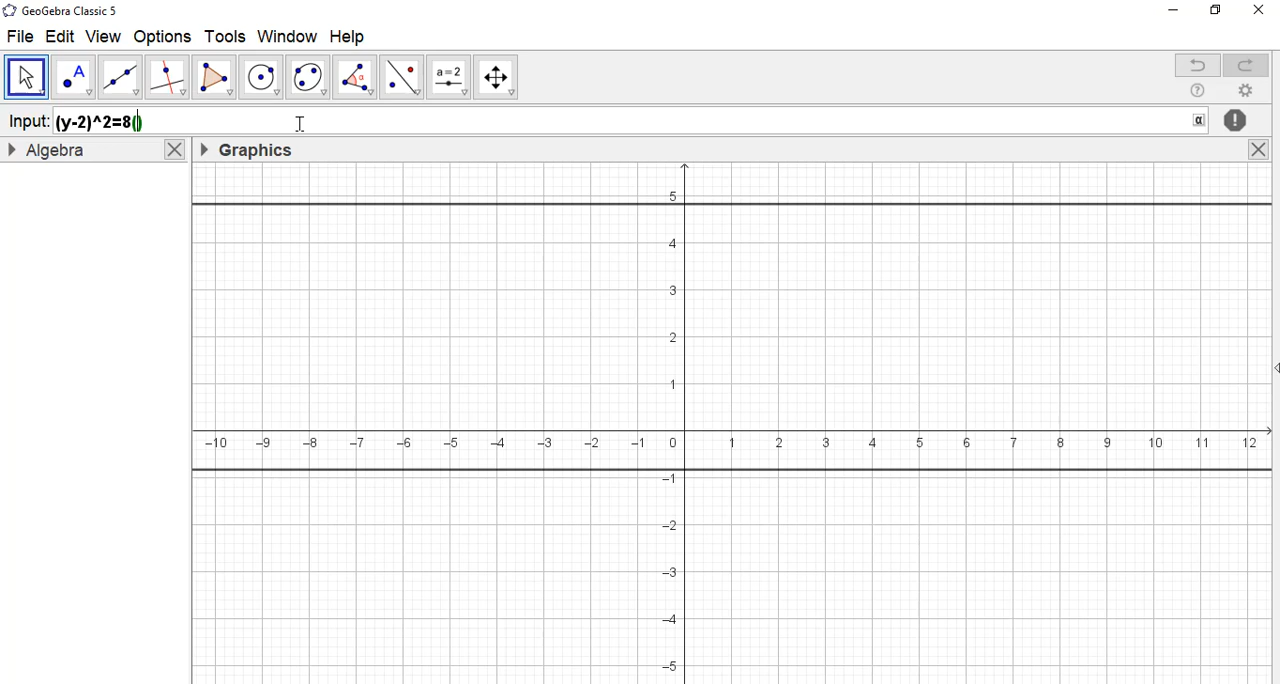 GeoGebra Classic 5
File Edit View Options Tools Window Help
A α a=2
Input: (y-2)^2=8() α
Algebra Graphics
5
4
3
2
1
–10 –9 –8 –7 –6 –5 –4 –3 –2 –1 0 1 2 3 4 5 6 7 8 9 10 11 12
–1
–2
–3
–4
–5